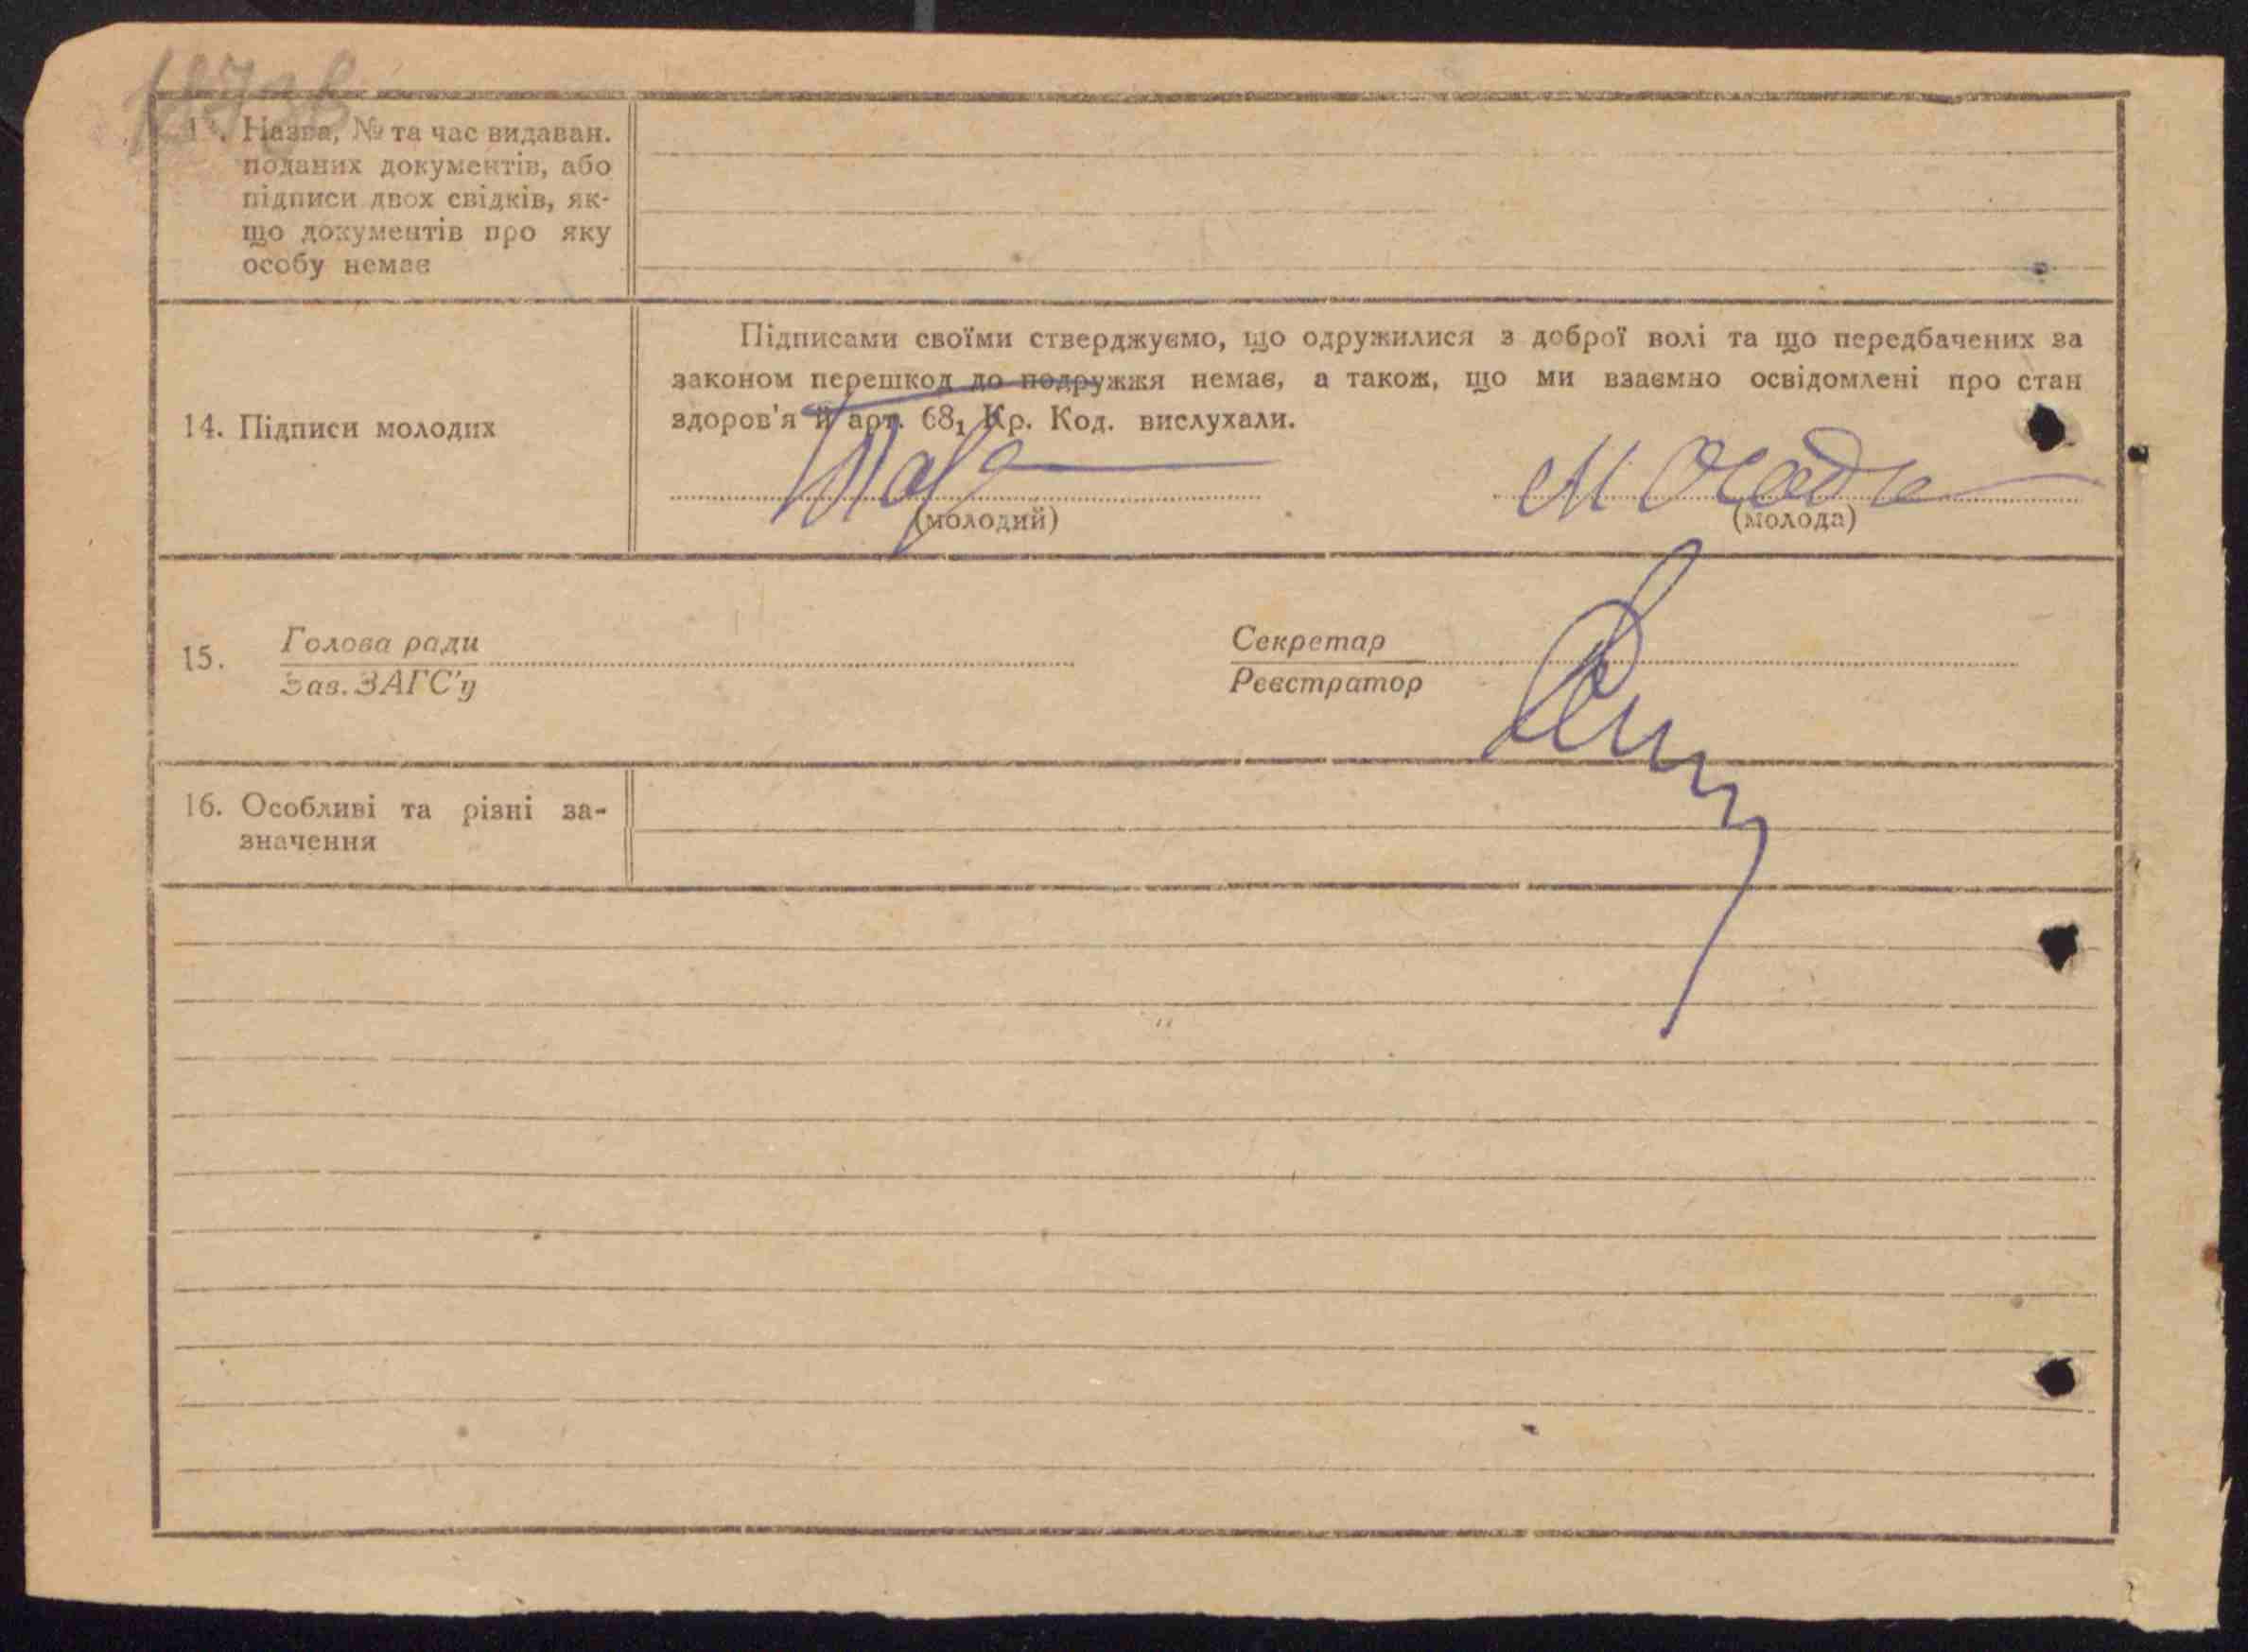 Назва, № та час видаван.
поданих документів, або
підписи двох свідків, як-
що документів про яку
особу немає
Підписами своїми стверджуємо, що одружилися з доброї волі та що передбачених за
законом перешкод до подружжя немає, а також, що ми взаємно освідомлені про стан
здоров'я й арт. 68₁ Кр. Код. вислухали.
14. Підписи молодих
(молодий)
(молода)
15. Голова ради
Зав. ЗАГС'у
Секретар
Реєстратор
16. Особливі та різні за-
значення